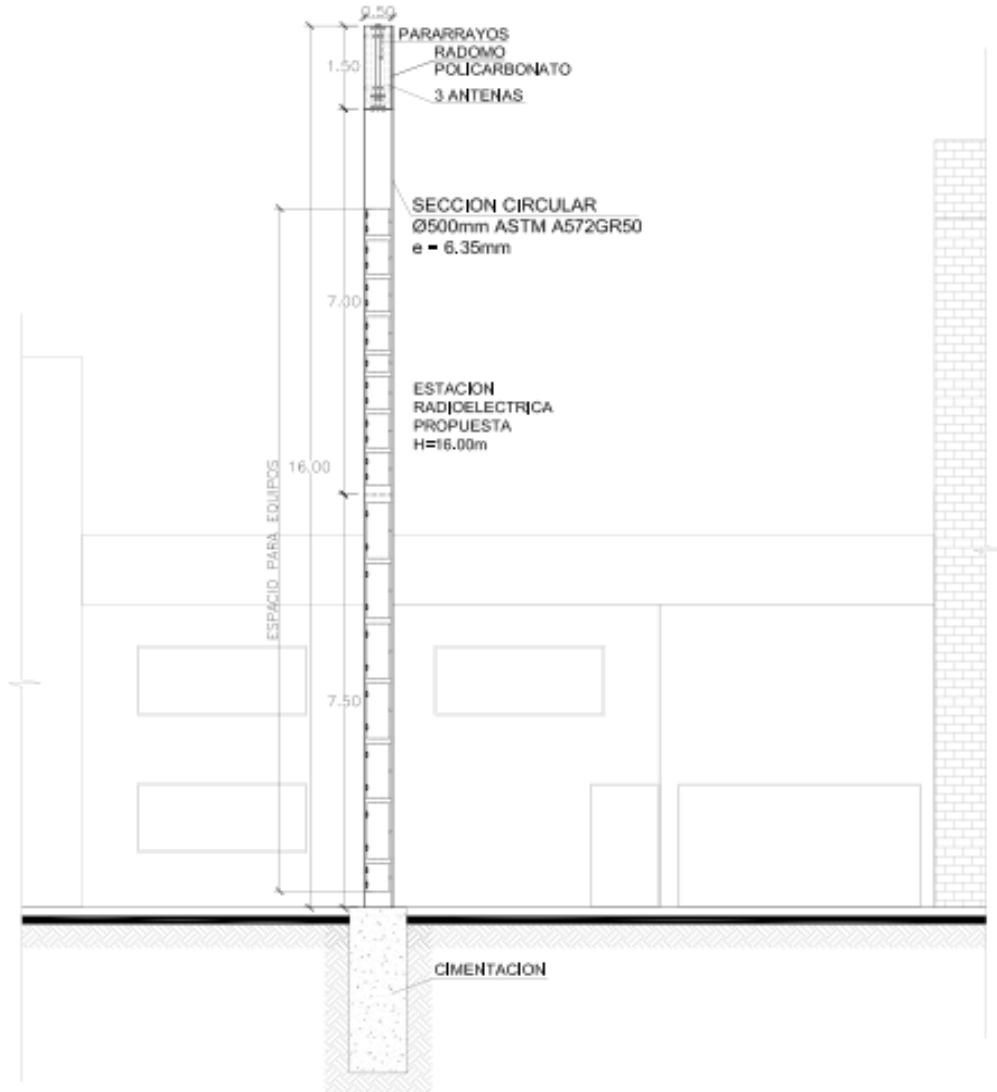 0.50
PARARRAYOS
RADOMO
POLICARBONATO
3 ANTENAS
1.50
SECCION CIRCULAR
Ø500mm ASTM A572GR50
e = 6.35mm
7.00
ESTACION
RADIOELECTRICA
PROPUESTA
H=16.00m
16.00
ESPACIO PARA EQUIPOS
7.50
CIMENTACION